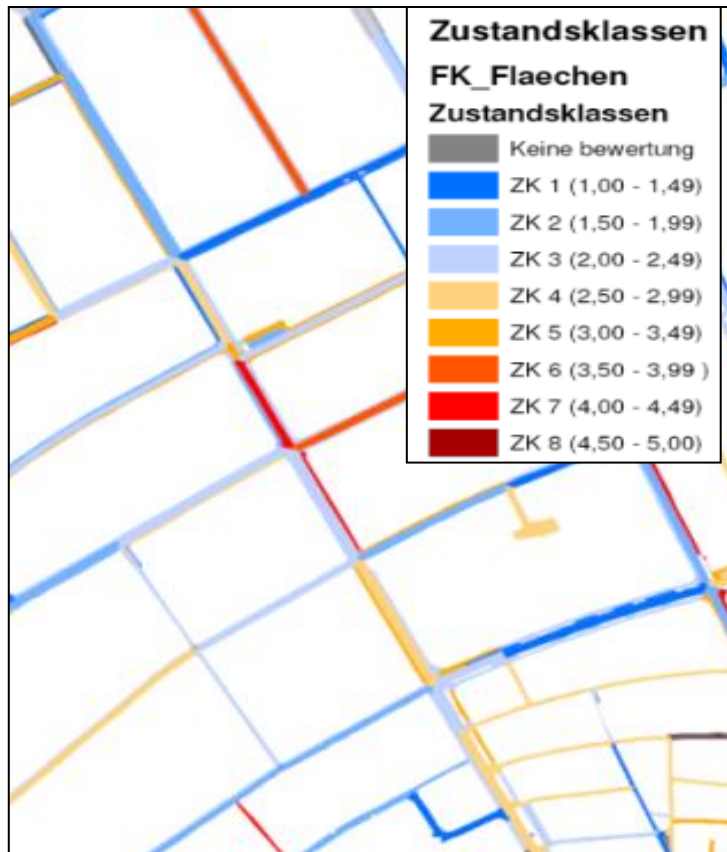 Zustandsklassen
FK_Flaechen
Zustandsklassen
Keine bewertung
ZK 1 (1,00 - 1,49)
ZK 2 (1,50 - 1,99)
ZK 3 (2,00 - 2,49)
ZK 4 (2,50 - 2,99)
ZK 5 (3,00 - 3,49)
ZK 6 (3,50 - 3,99 )
ZK 7 (4,00 - 4,49)
ZK 8 (4,50 - 5,00)